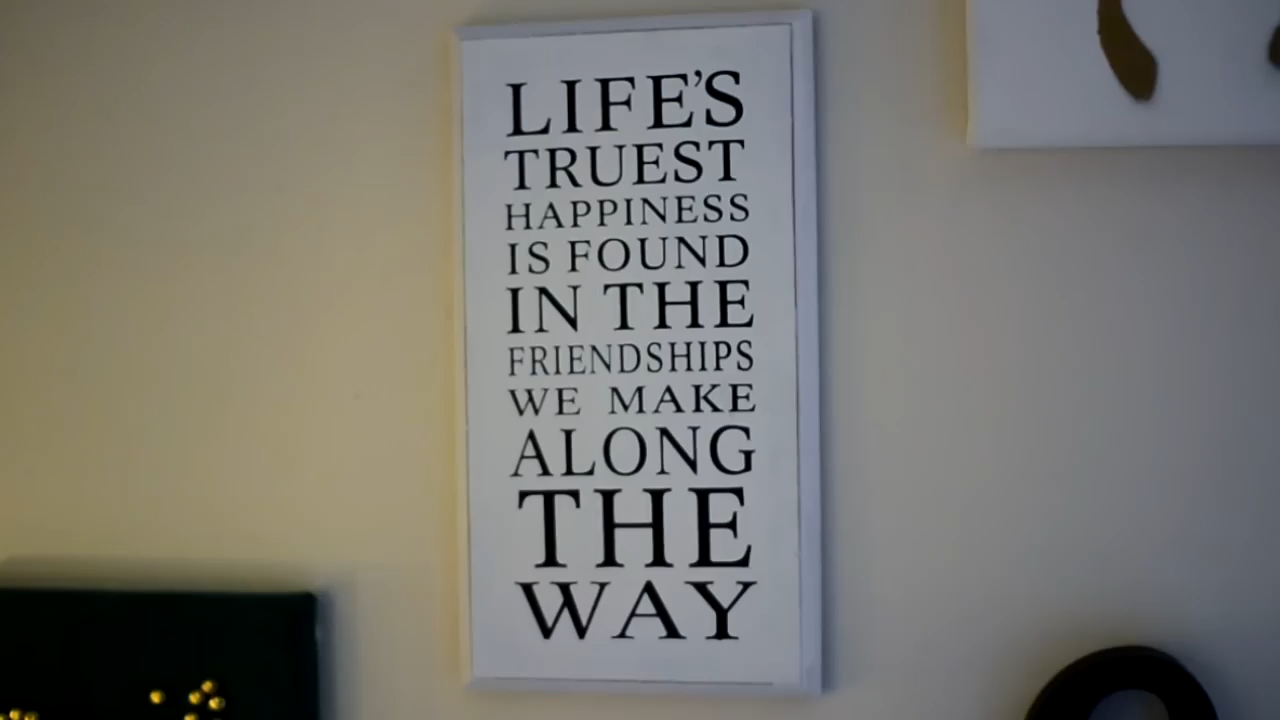 LIFE'S
TRUEST
HAPPINESS
IS FOUND
IN THE
FRIENDSHIPS
WE MAKE
ALONG
THE
WAY